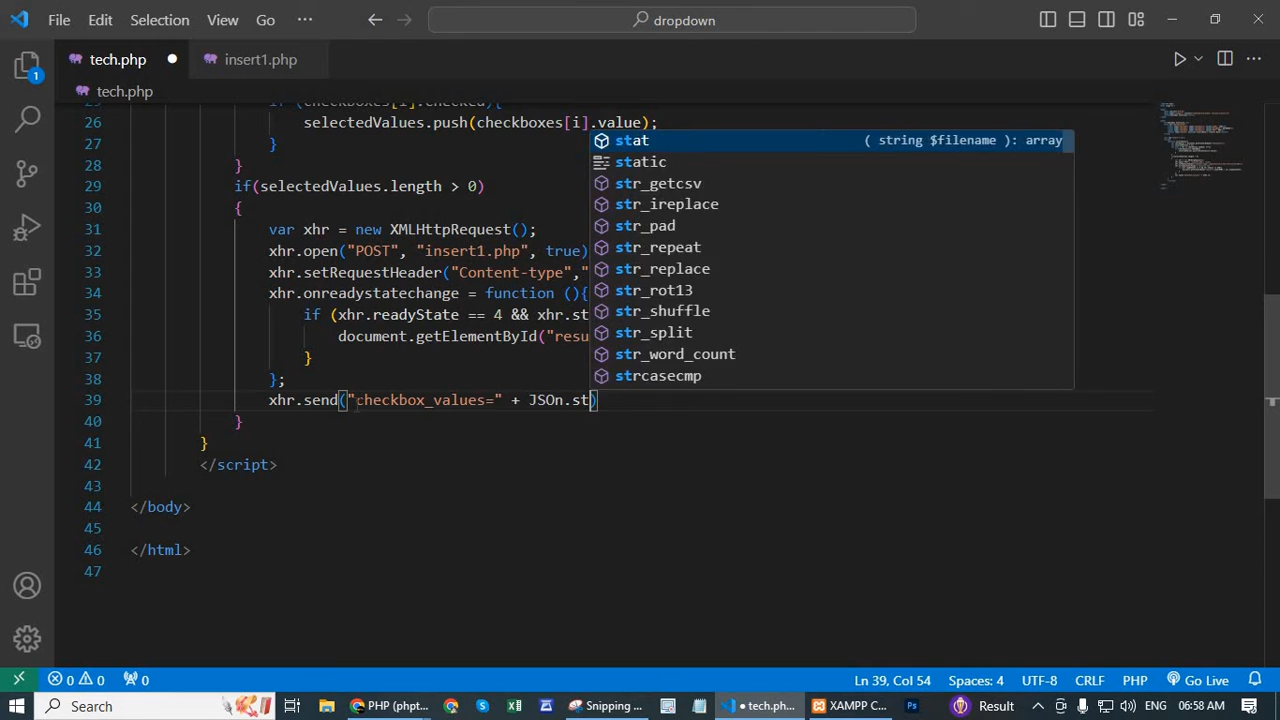 File Edit Selection View Go ··· dropdown
tech.php insert1.php
1
tech.php
25 if (checkboxes[i].checked){
26 selectedValues.push(checkboxes[i].value);
27 }
28 }
29 if(selectedValues.length > 0)
30 {
31 var xhr = new XMLHttpRequest();
32 xhr.open("POST", "insert1.php", true)
33 xhr.setRequestHeader("Content-type","
34 xhr.onreadystatechange = function (){
35 if (xhr.readyState == 4 && xhr.st
36 document.getElementById("resu
37 }
38 };
39 xhr.send("checkbox_values=" + JSOn.st)
40 }
41 }
42 </script>
43
44 </body>
45
46 </html>
47
stat ( string $filename ): array
static
str_getcsv
str_ireplace
str_pad
str_repeat
str_replace
str_rot13
str_shuffle
str_split
str_word_count
strcasecmp
0 0 0 Ln 39, Col 54 Spaces: 4 UTF-8 CRLF PHP Go Live
Search PHP (phpt... Snipping ... ● tech.ph... XAMPP C... Result ENG 06:58 AM